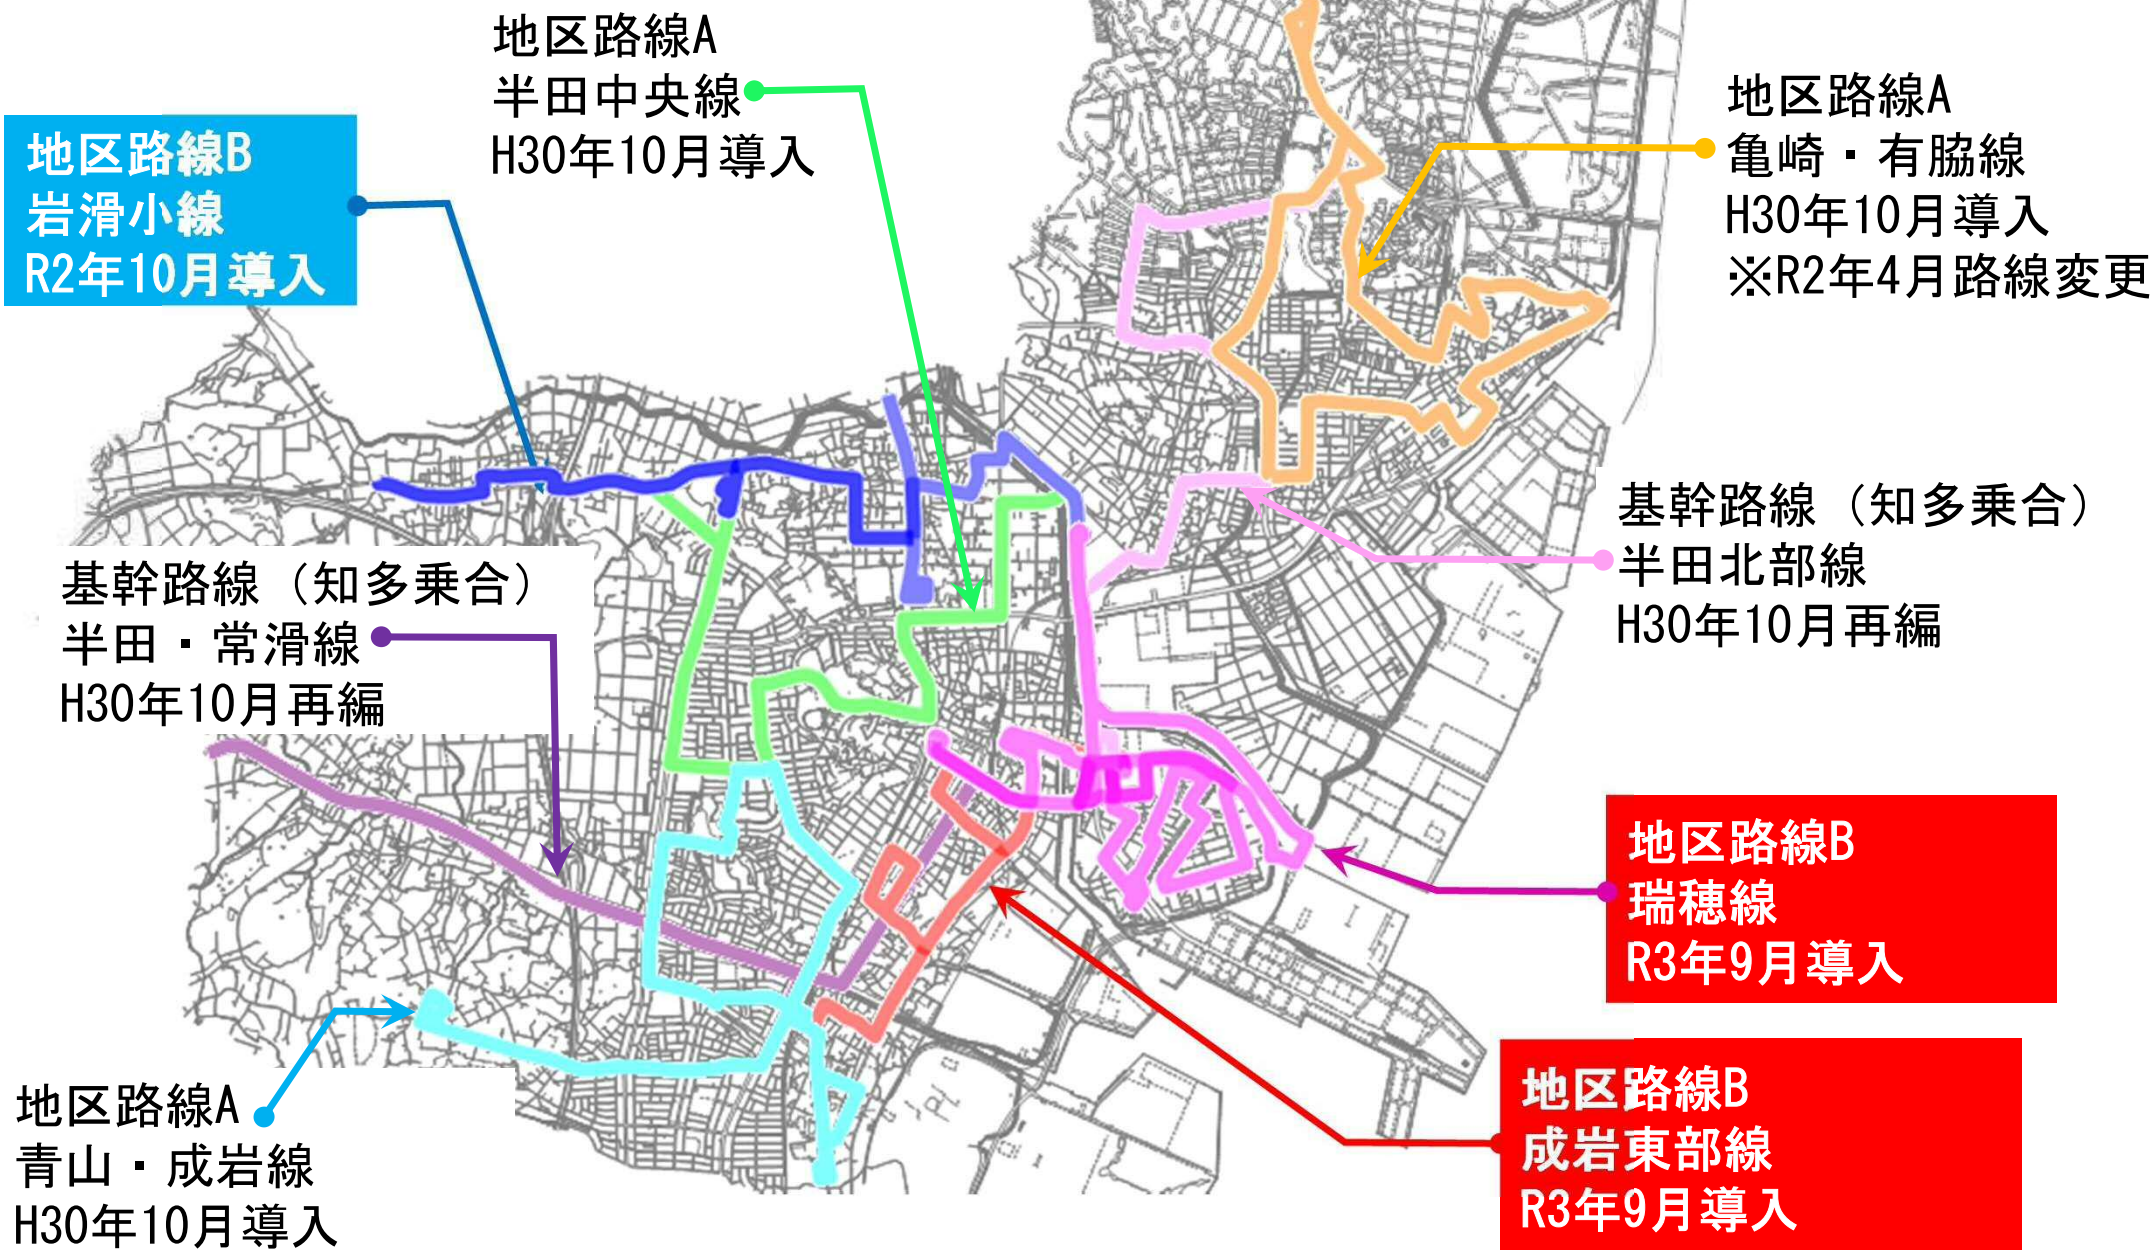 地区路線A
半田中央線
H30年10月導入
地区路線A
亀崎・有脇線
H30年10月導入
※R2年4月路線変更
地区路線B
岩滑小線
R2年10月導入
基幹路線（知多乗合）
半田北部線
H30年10月再編
基幹路線（知多乗合）
半田・常滑線
H30年10月再編
地区路線B
瑞穂線
R3年9月導入
地区路線B
成岩東部線
R3年9月導入
地区路線A
青山・成岩線
H30年10月導入